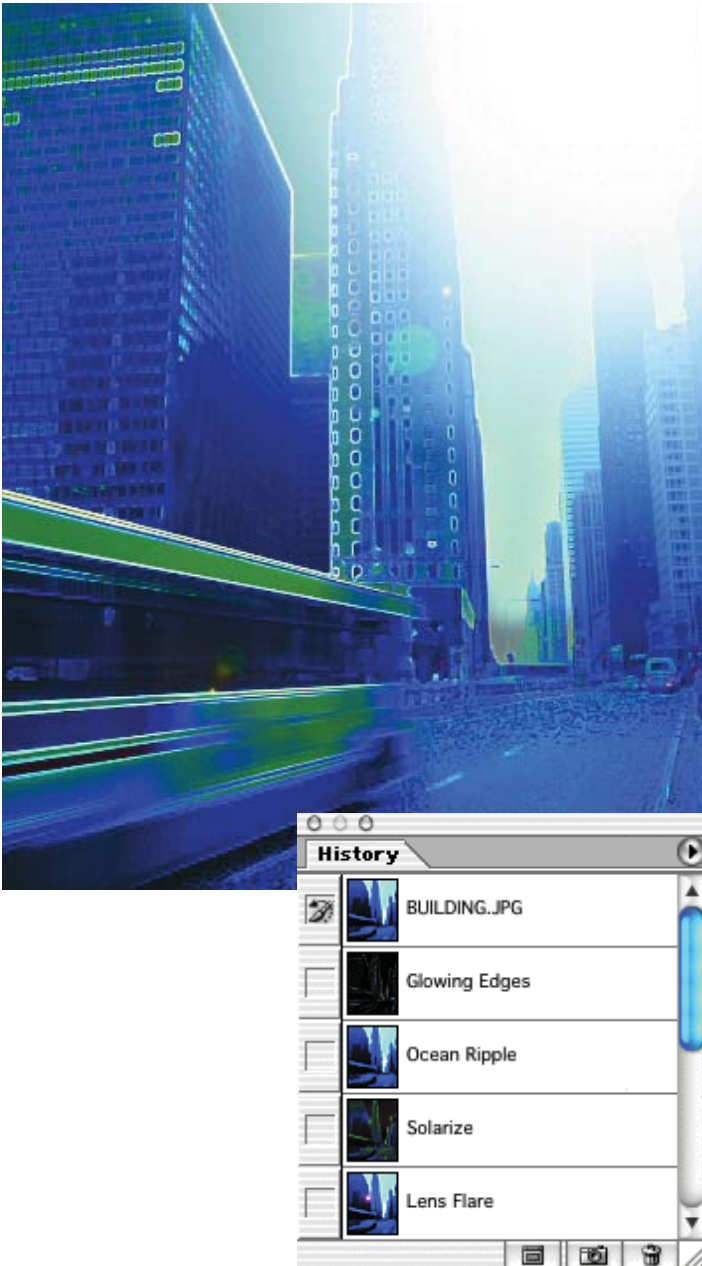 History
BUILDING.JPG
Glowing Edges
Ocean Ripple
Solarize
Lens Flare